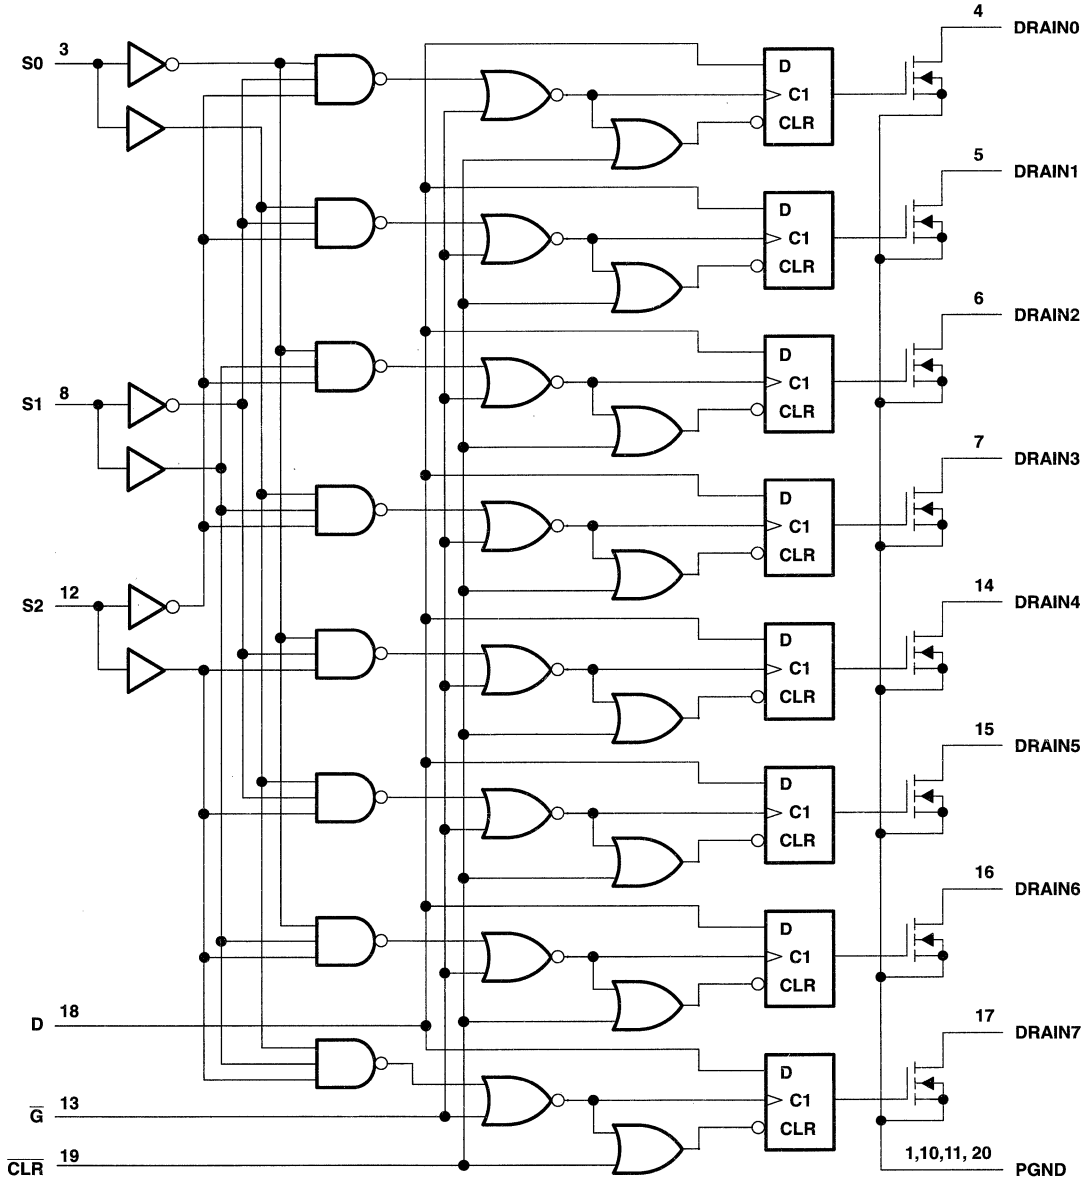 4
DRAIN0
3
S0
D
C1
CLR
5
DRAIN1
D
C1
CLR
6
DRAIN2
D
C1
CLR
8
S1
7
DRAIN3
D
C1
CLR
12
S2
14
DRAIN4
D
C1
CLR
15
DRAIN5
D
C1
CLR
16
DRAIN6
D
C1
CLR
18
D
17
DRAIN7
D
C1
CLR
13
G̅
19
C̅L̅R̅
1,10,11, 20
PGND